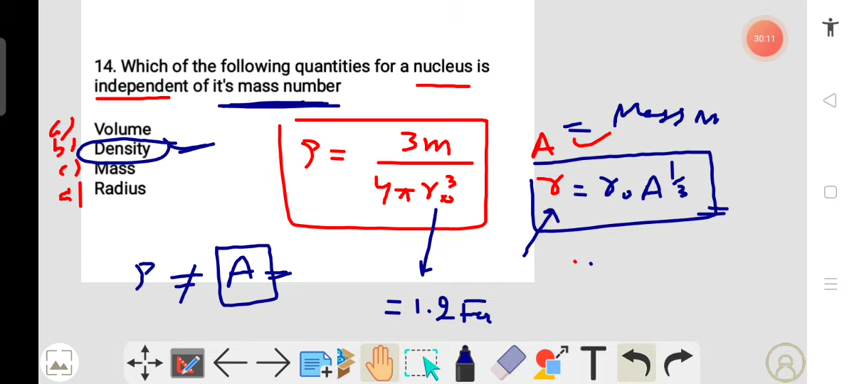 30:11
14. Which of the following quantities for a nucleus is
independent of it's mass number
a) Volume
b) Density
c) Mass
d) Radius
ρ = 3m / 4πr₀³
A = Mass n
r = r₀ A^1/3
ρ ≠ A
= 1.2 Fm
T